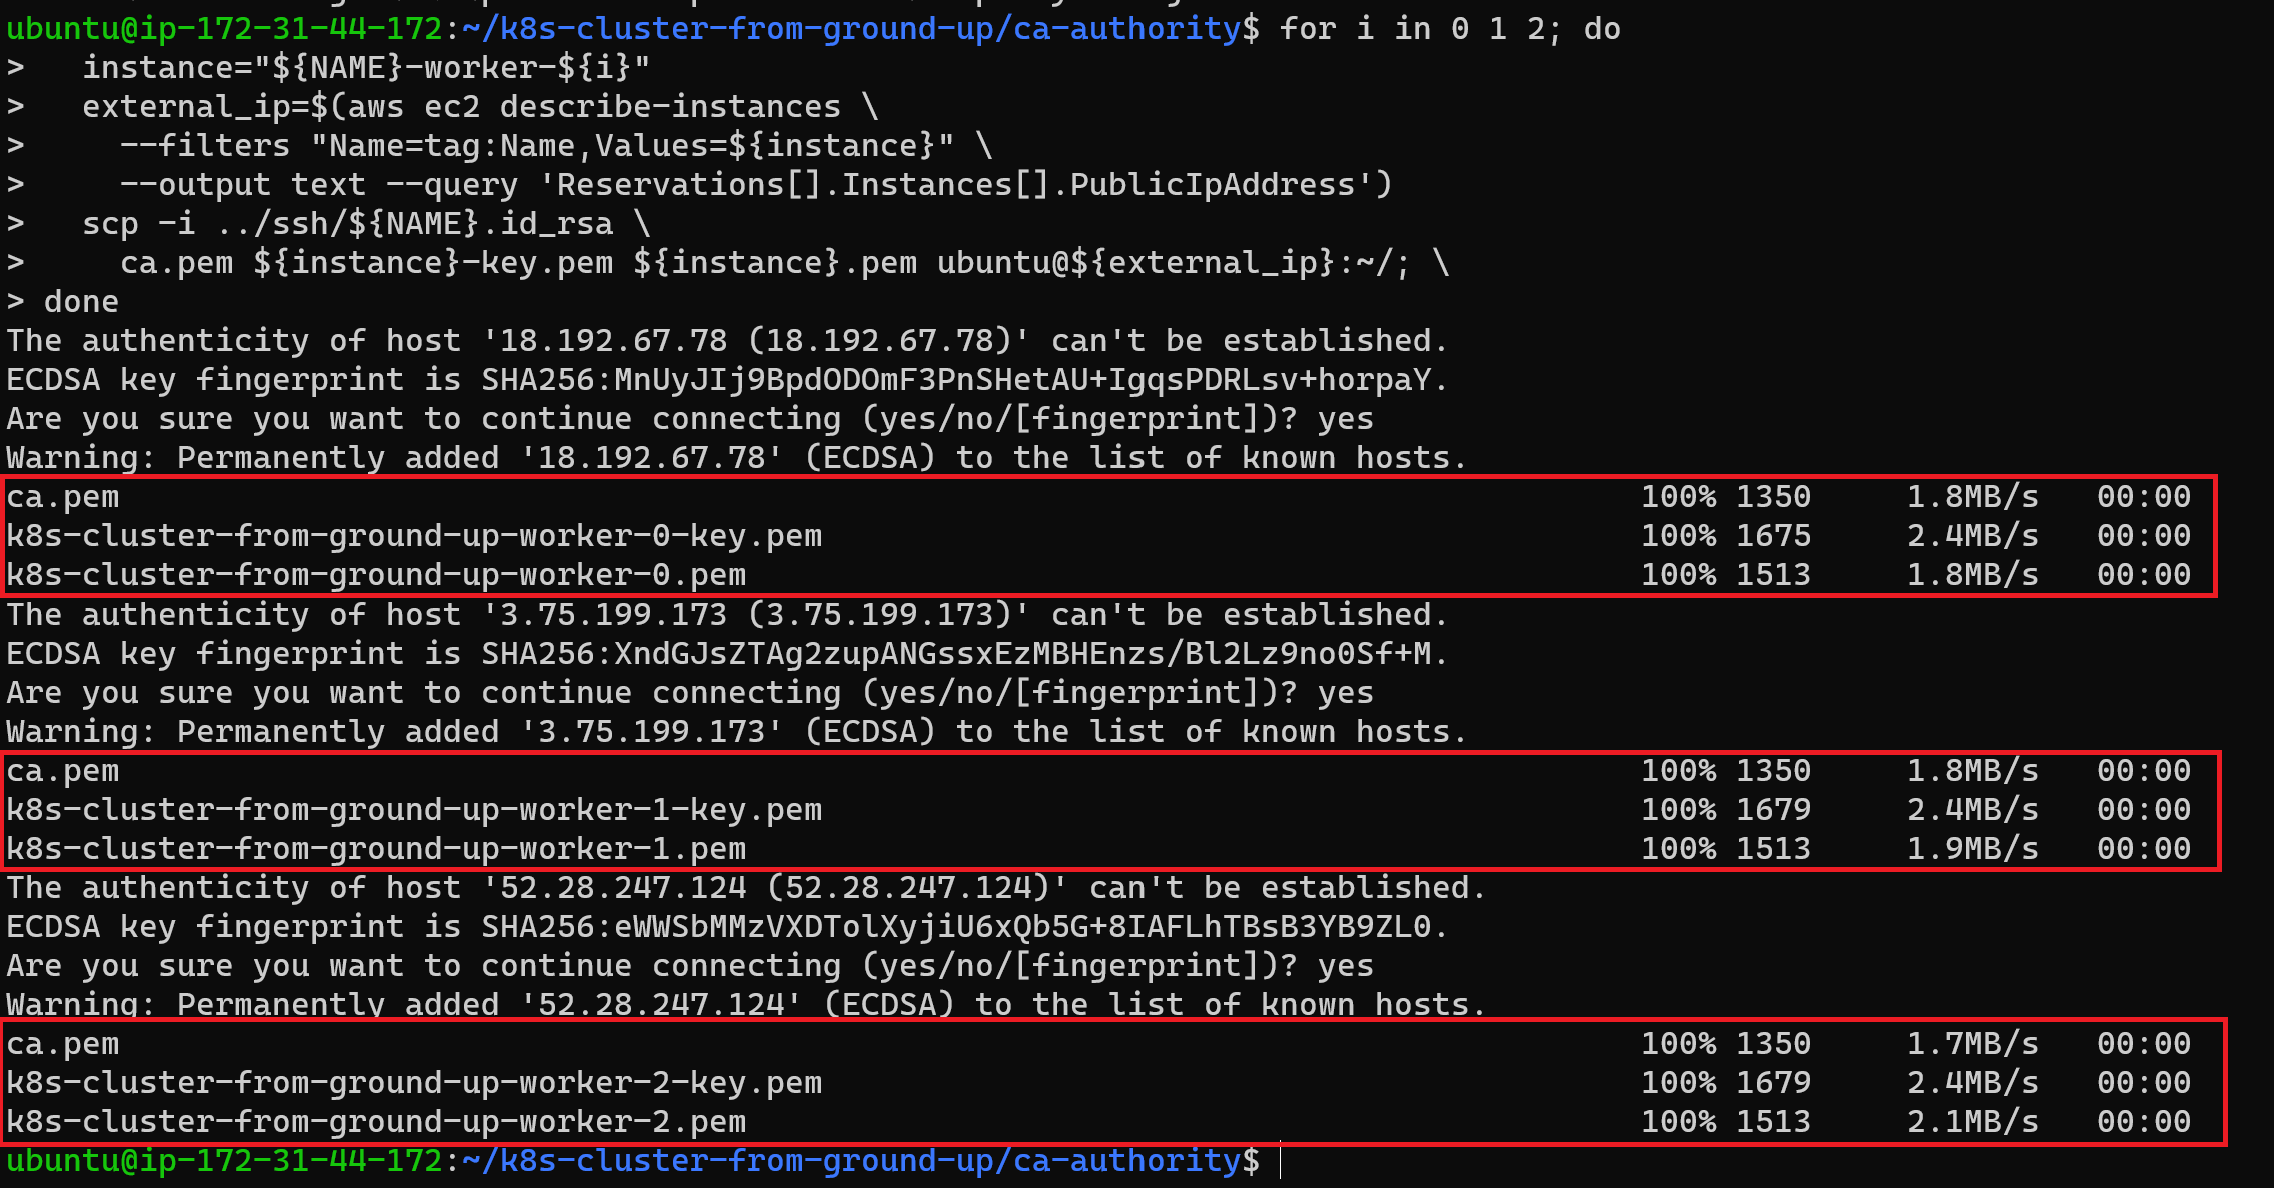 ubuntu@ip-172-31-44-172:~/k8s-cluster-from-ground-up/ca-authority$ for i in 0 1 2; do
>   instance="${NAME}-worker-${i}"
>   external_ip=$(aws ec2 describe-instances \
>     --filters "Name=tag:Name,Values=${instance}" \
>     --output text --query 'Reservations[].Instances[].PublicIpAddress')
>   scp -i ../ssh/${NAME}.id_rsa \
>     ca.pem ${instance}-key.pem ${instance}.pem ubuntu@${external_ip}:~/; \
> done
The authenticity of host '18.192.67.78 (18.192.67.78)' can't be established.
ECDSA key fingerprint is SHA256:MnUyJIj9BpdODOmF3PnSHetAU+IgqsPDRLsv+horpaY.
Are you sure you want to continue connecting (yes/no/[fingerprint])? yes
Warning: Permanently added '18.192.67.78' (ECDSA) to the list of known hosts.
ca.pem 100% 1350 1.8MB/s 00:00
k8s-cluster-from-ground-up-worker-0-key.pem 100% 1675 2.4MB/s 00:00
k8s-cluster-from-ground-up-worker-0.pem 100% 1513 1.8MB/s 00:00
The authenticity of host '3.75.199.173 (3.75.199.173)' can't be established.
ECDSA key fingerprint is SHA256:XndGJsZTAg2zupANGssxEzMBHEnzs/Bl2Lz9no0Sf+M.
Are you sure you want to continue connecting (yes/no/[fingerprint])? yes
Warning: Permanently added '3.75.199.173' (ECDSA) to the list of known hosts.
ca.pem 100% 1350 1.8MB/s 00:00
k8s-cluster-from-ground-up-worker-1-key.pem 100% 1679 2.4MB/s 00:00
k8s-cluster-from-ground-up-worker-1.pem 100% 1513 1.9MB/s 00:00
The authenticity of host '52.28.247.124 (52.28.247.124)' can't be established.
ECDSA key fingerprint is SHA256:eWWSbMMzVXDTolXyjiU6xQb5G+8IAFLhTBsB3YB9ZL0.
Are you sure you want to continue connecting (yes/no/[fingerprint])? yes
Warning: Permanently added '52.28.247.124' (ECDSA) to the list of known hosts.
ca.pem 100% 1350 1.7MB/s 00:00
k8s-cluster-from-ground-up-worker-2-key.pem 100% 1679 2.4MB/s 00:00
k8s-cluster-from-ground-up-worker-2.pem 100% 1513 2.1MB/s 00:00
ubuntu@ip-172-31-44-172:~/k8s-cluster-from-ground-up/ca-authority$